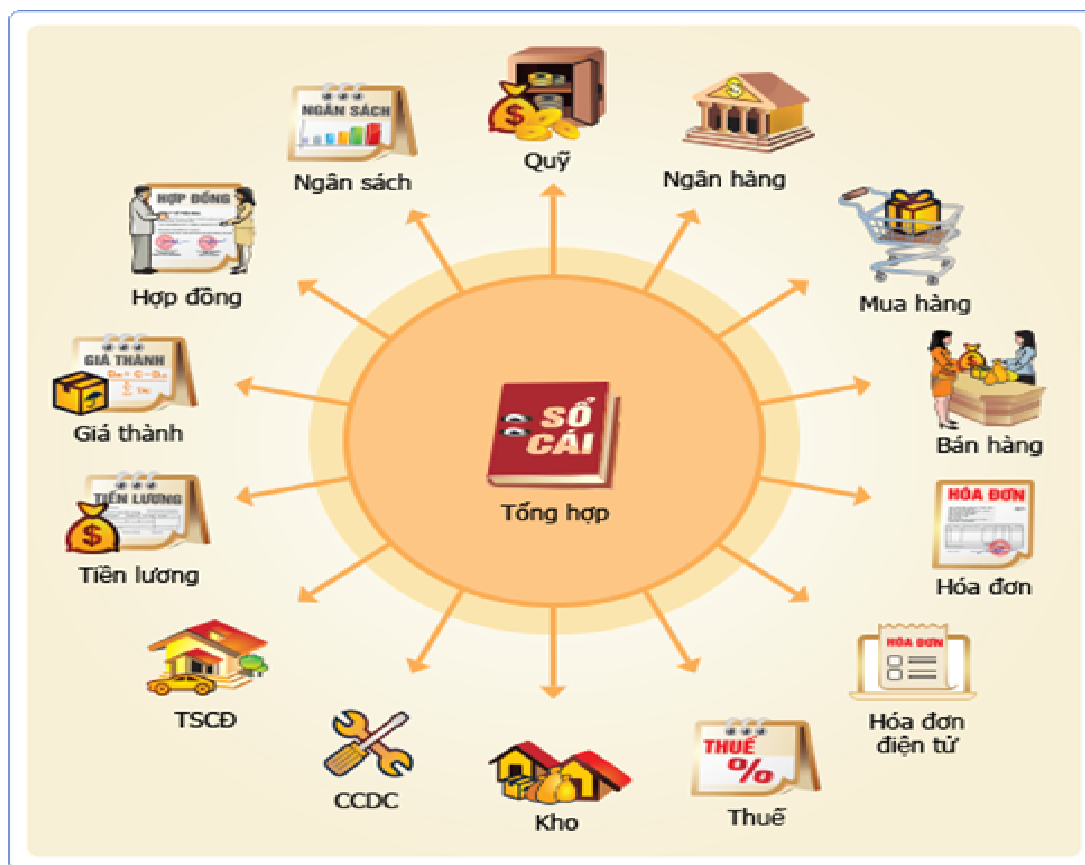 NGÂN SÁCH
Ngân sách
Quỹ
Ngân hàng
HỢP ĐỒNG
Hợp đồng
Mua hàng
GIÁ THÀNH
Giá thành
SỔ
CÁI
Tổng hợp
Bán hàng
TIỀN LƯƠNG
Tiền lương
HÓA ĐƠN
Hóa đơn
TSCĐ
HÓA ĐƠN
Hóa đơn
điện tử
CCDC
Kho
THUẾ
%
Thuế